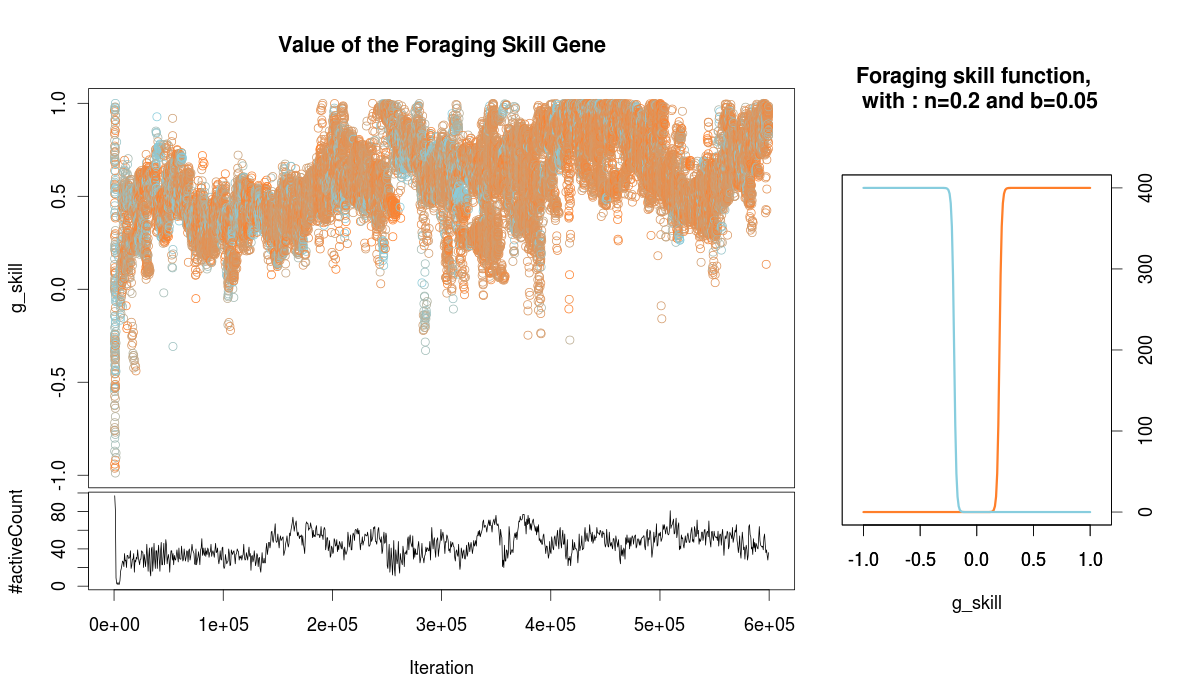 Value of the Foraging Skill Gene
g_skill
1.0
0.5
0.0
-0.5
-1.0
#activeCount
80
40
0
0e+00 1e+05 2e+05 3e+05 4e+05 5e+05 6e+05
Iteration
Foraging skill function,
with : n=0.2 and b=0.05
400
300
200
100
0
-1.0 -0.5 0.0 0.5 1.0
g_skill